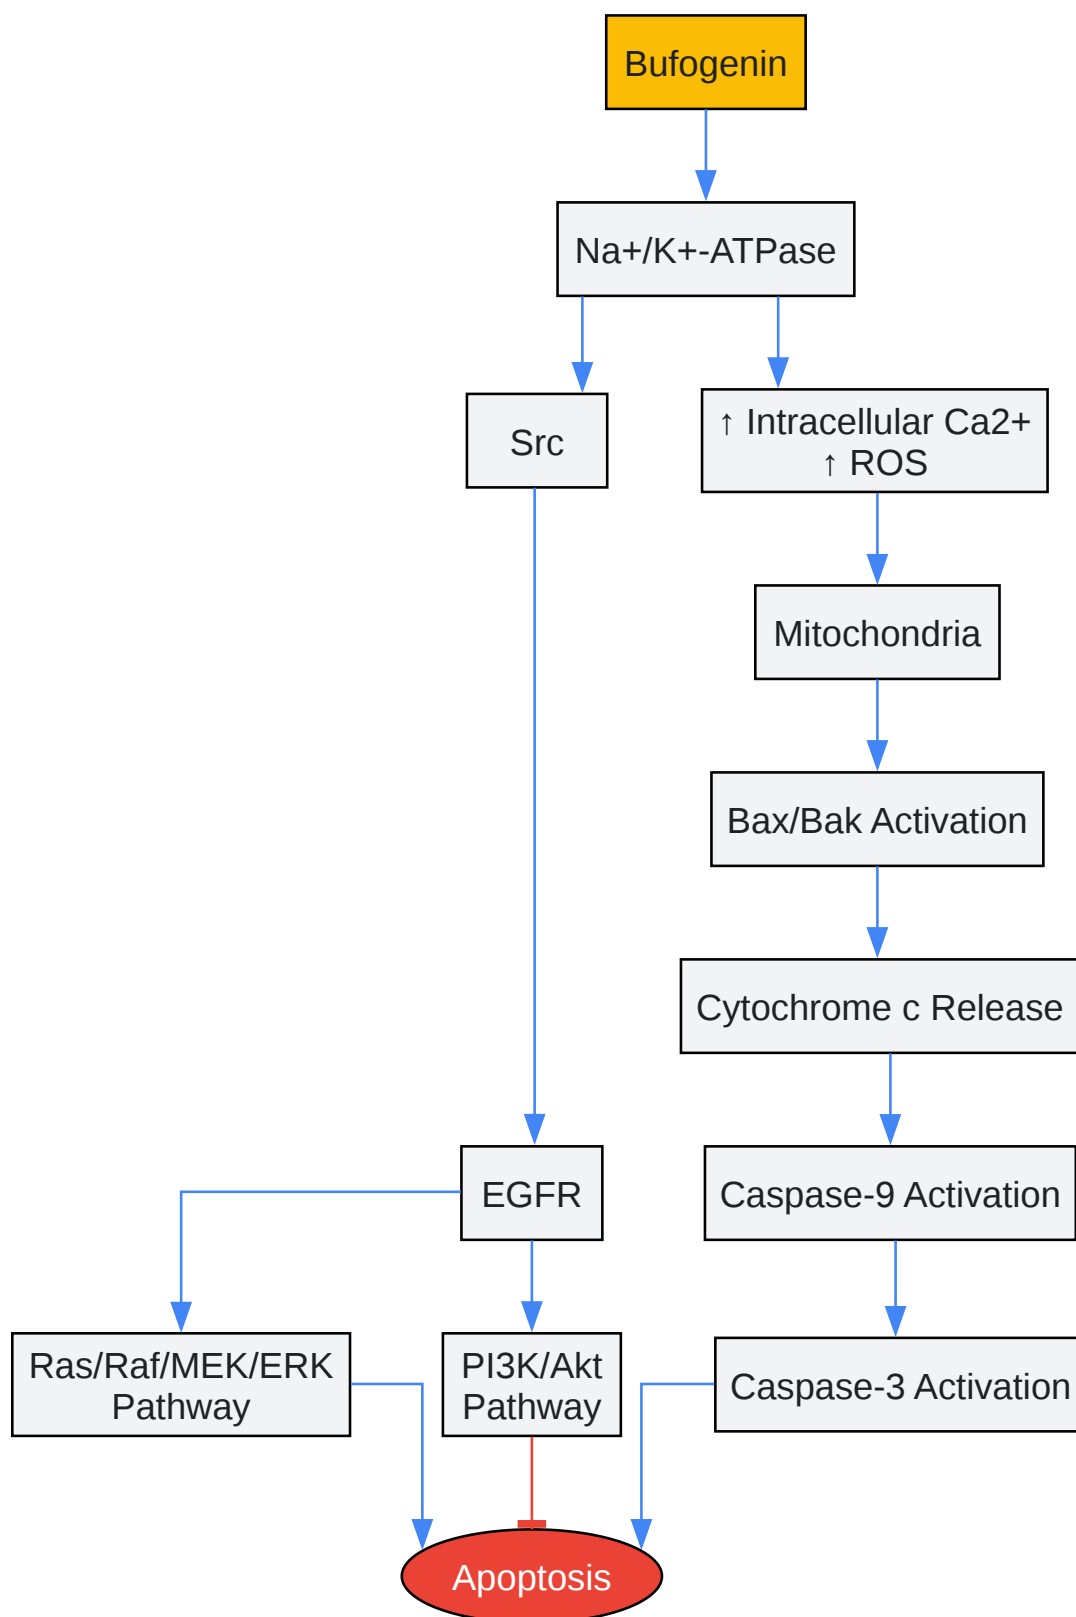 Bufogenin
Na+/K+-ATPase
Src
↑ Intracellular Ca2+
↑ ROS
Mitochondria
Bax/Bak Activation
Cytochrome c Release
EGFR
Caspase-9 Activation
Ras/Raf/MEK/ERK
Pathway
PI3K/Akt
Pathway
Caspase-3 Activation
Apoptosis